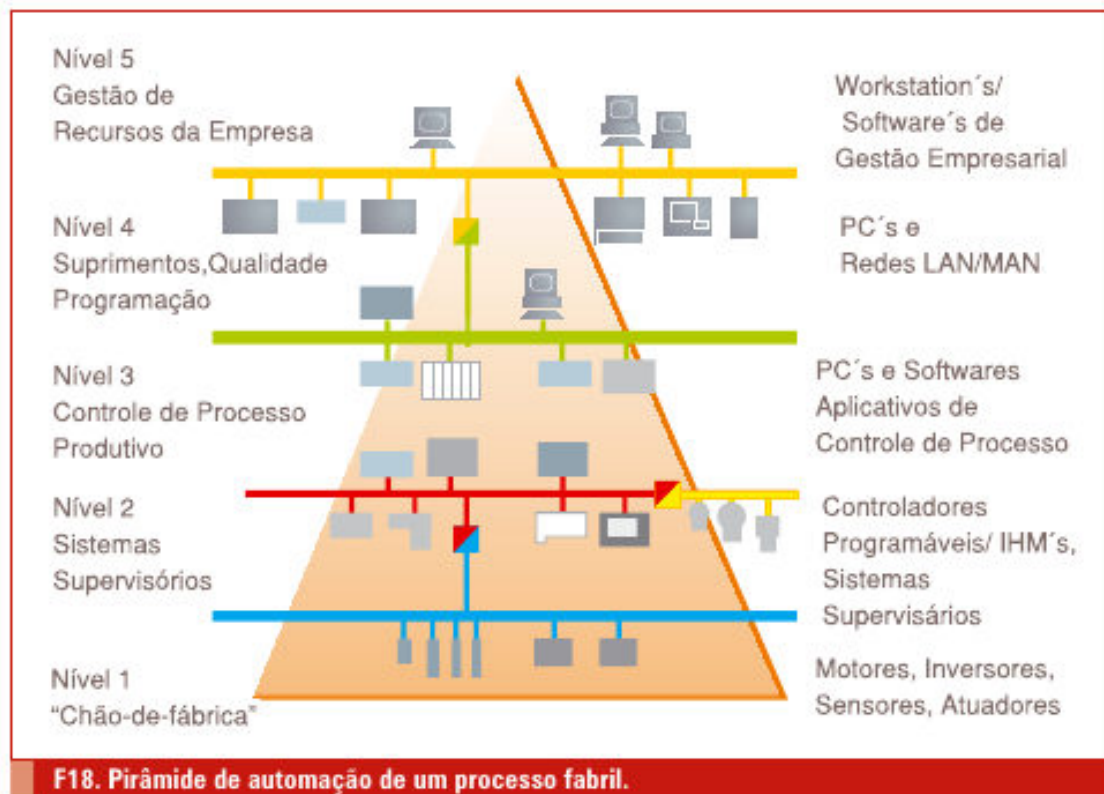 Nível 5
Gestão de
Recursos da Empresa
Workstation´s/
Software´s de
Gestão Empresarial
Nível 4
Suprimentos,Qualidade
Programação
PC´s e
Redes LAN/MAN
Nível 3
Controle de Processo
Produtivo
PC´s e Softwares
Aplicativos de
Controle de Processo
Nível 2
Sistemas
Supervisórios
Controladores
Programáveis/ IHM´s,
Sistemas
Supervisários
Nível 1
“Chão-de-fábrica”
Motores, Inversores,
Sensores, Atuadores
F18. Pirâmide de automação de um processo fabril.